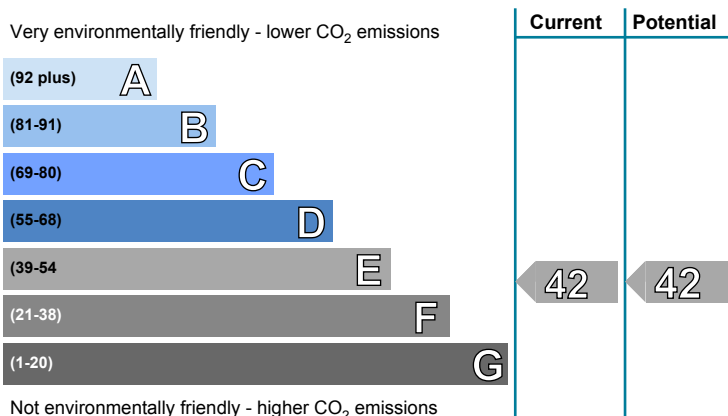 Current Potential
Very environmentally friendly - lower CO₂ emissions
(92 plus) A
(81-91) B
(69-80) C
(55-68) D
(39-54 E
42 42
(21-38) F
(1-20) G
Not environmentally friendly - higher CO₂ emissions